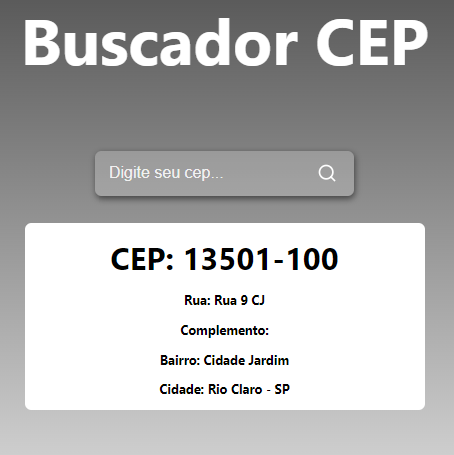 Buscador CEP
Digite seu cep...
CEP: 13501-100
Rua: Rua 9 CJ
Complemento:
Bairro: Cidade Jardim
Cidade: Rio Claro - SP